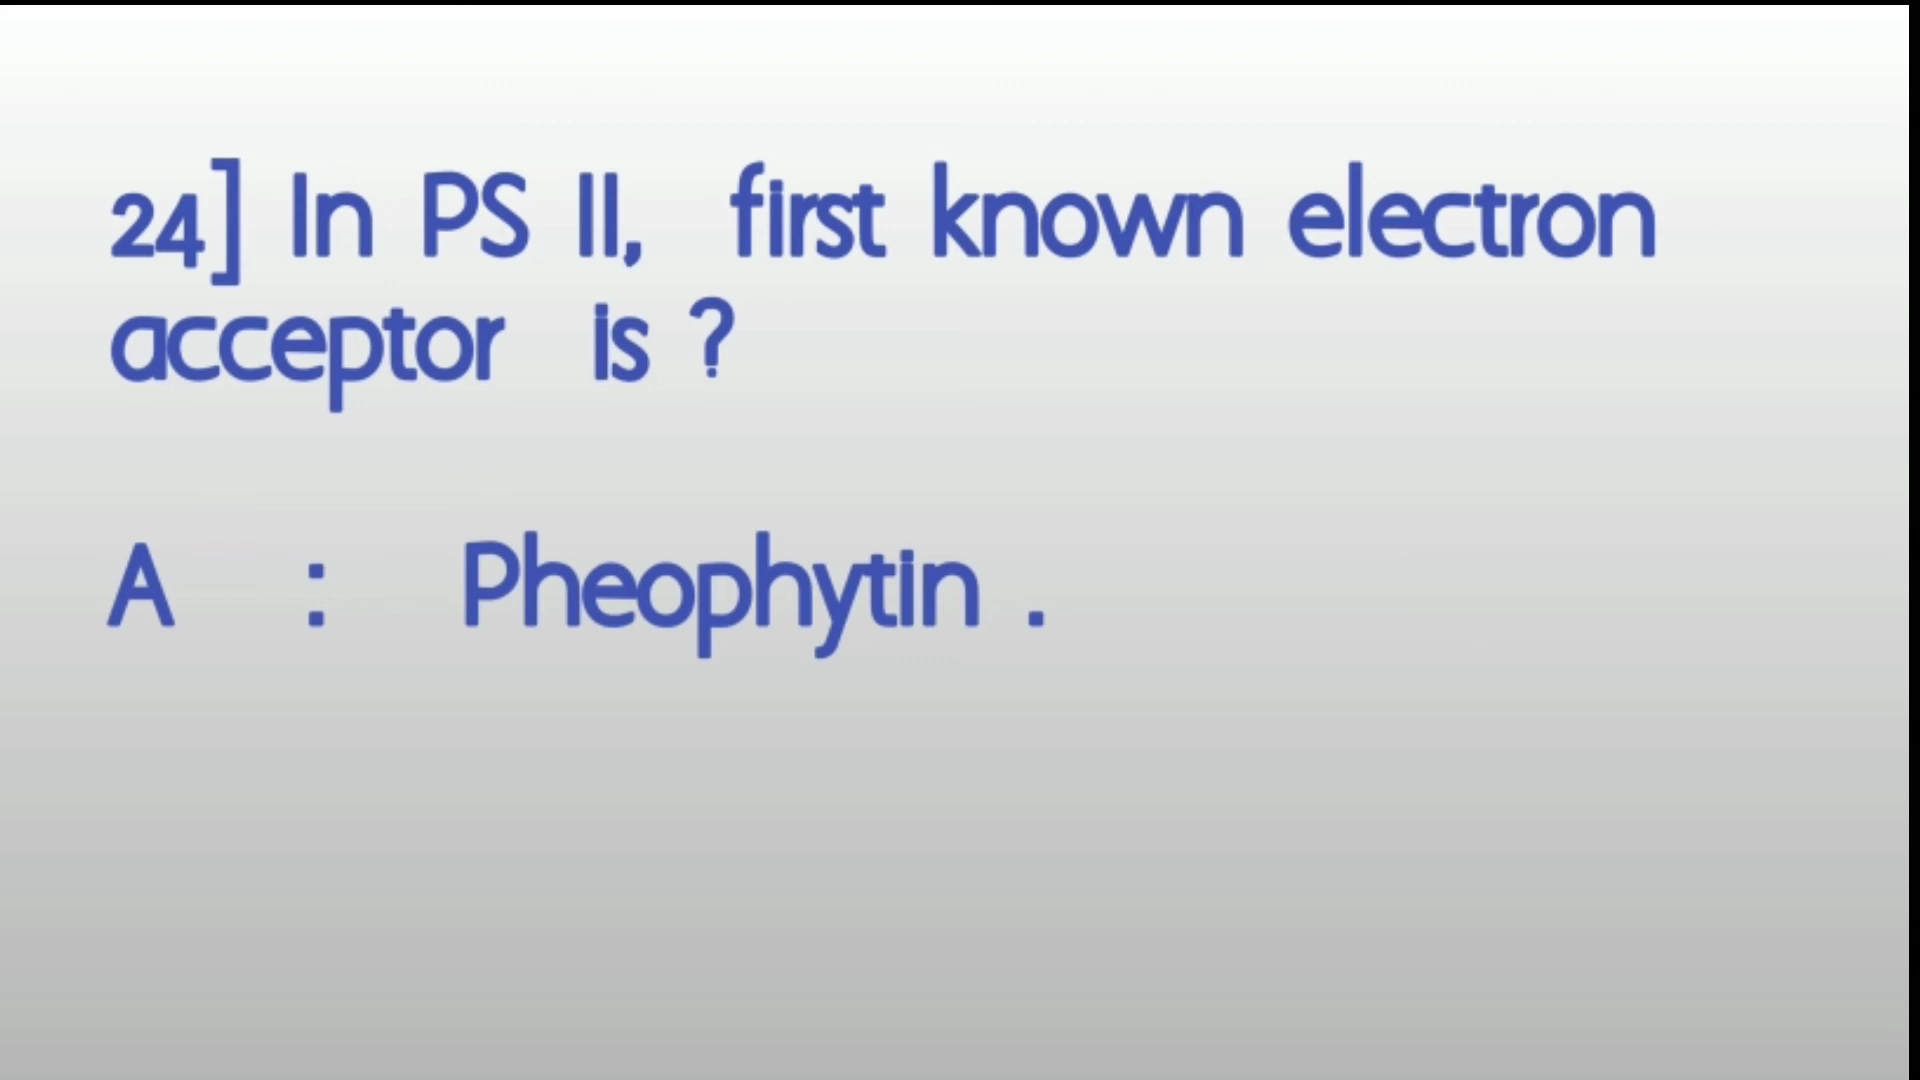 24] In PS II, first known electron
acceptor is ?
A : Pheophytin .